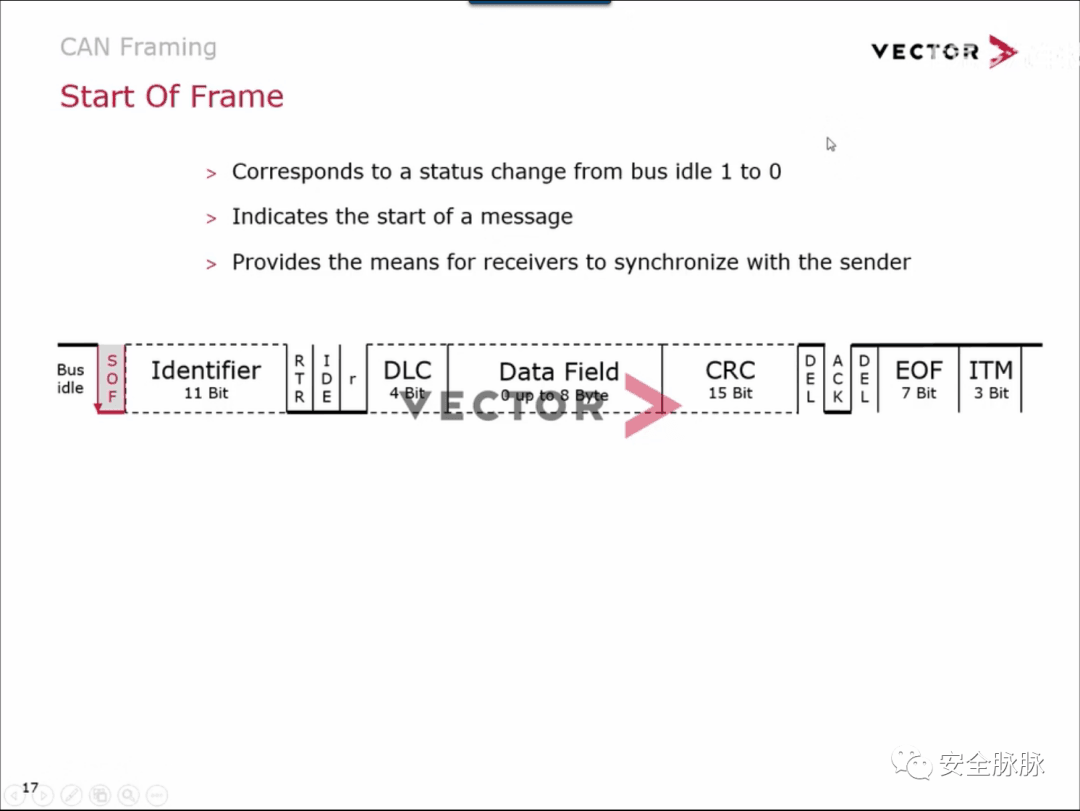 CAN Framing
VECTOR
Start Of Frame
> Corresponds to a status change from bus idle 1 to 0
> Indicates the start of a message
> Provides the means for receivers to synchronize with the sender
Bus idle
SOF
Identifier
11 Bit
RTR
IDE
r
DLC
4 Bit
Data Field
0 up to 8 Byte
CRC
15 Bit
DEL
ACK
DEL
EOF
7 Bit
ITM
3 Bit
VECTOR
安全脉脉
17